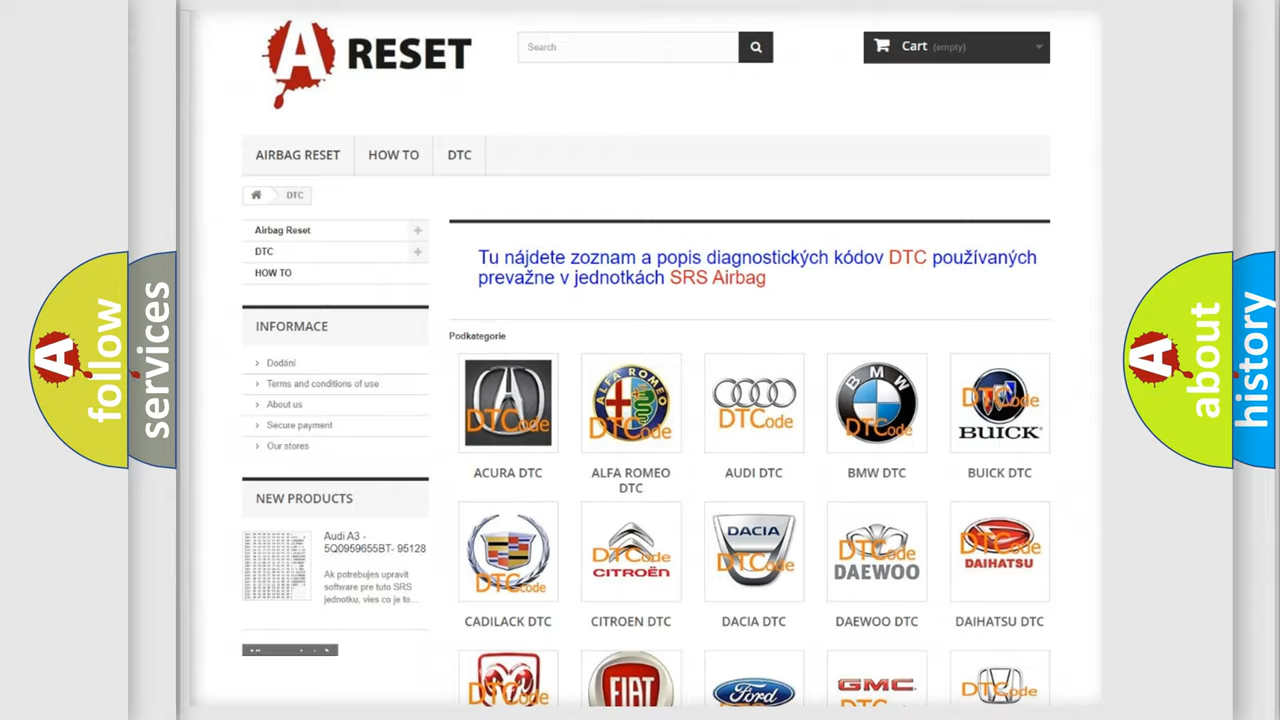 A RESET
Search
Cart (empty)
AIRBAG RESET
HOW TO
DTC
DTC
Airbag Reset
DTC
HOW TO
INFORMACE
Dodání
Terms and conditions of use
About us
Secure payment
Our stores
NEW PRODUCTS
Audi A3 -
5Q0959655BT- 95128
Ak potrebujes upravit
software pre tuto SRS
jednotku, vies co je to...
Tu nájdete zoznam a popis diagnostických kódov DTC používaných
prevažne v jednotkách SRS Airbag
Podkategorie
DTCode
ALFA ROMEO
DTCode
DTCode
BMW
DTCode
DTCode
BUICK
ACURA DTC
ALFA ROMEO
DTC
AUDI DTC
BMW DTC
BUICK DTC
DTCode
DTCode
CITROËN
DACIA
DTCode
DTCode
DAEWOO
DTCode
DAIHATSU
CADILACK DTC
CITROEN DTC
DACIA DTC
DAEWOO DTC
DAIHATSU DTC
DTCode
FIAT
Ford
GMC
DTCode
A
follow
services
A
about
history